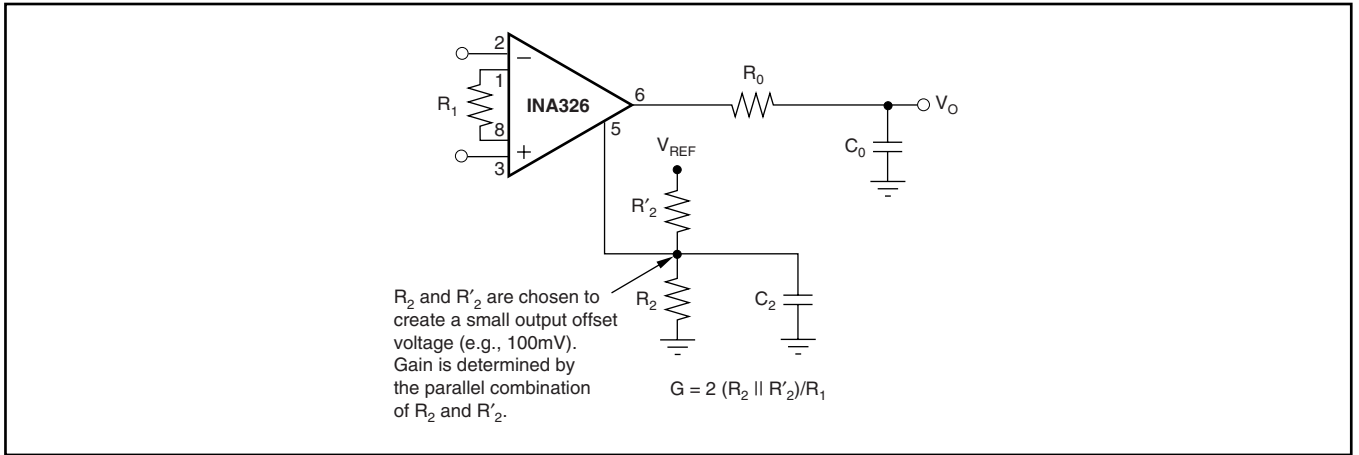 2
−
1
R₁
INA326
8
+
3
6
5
R₀
V_O
C₀
V_REF
R′₂
R₂
C₂
R₂ and R′₂ are chosen to
create a small output offset
voltage (e.g., 100mV).
Gain is determined by
the parallel combination
of R₂ and R′₂.
G = 2 (R₂ || R′₂)/R₁